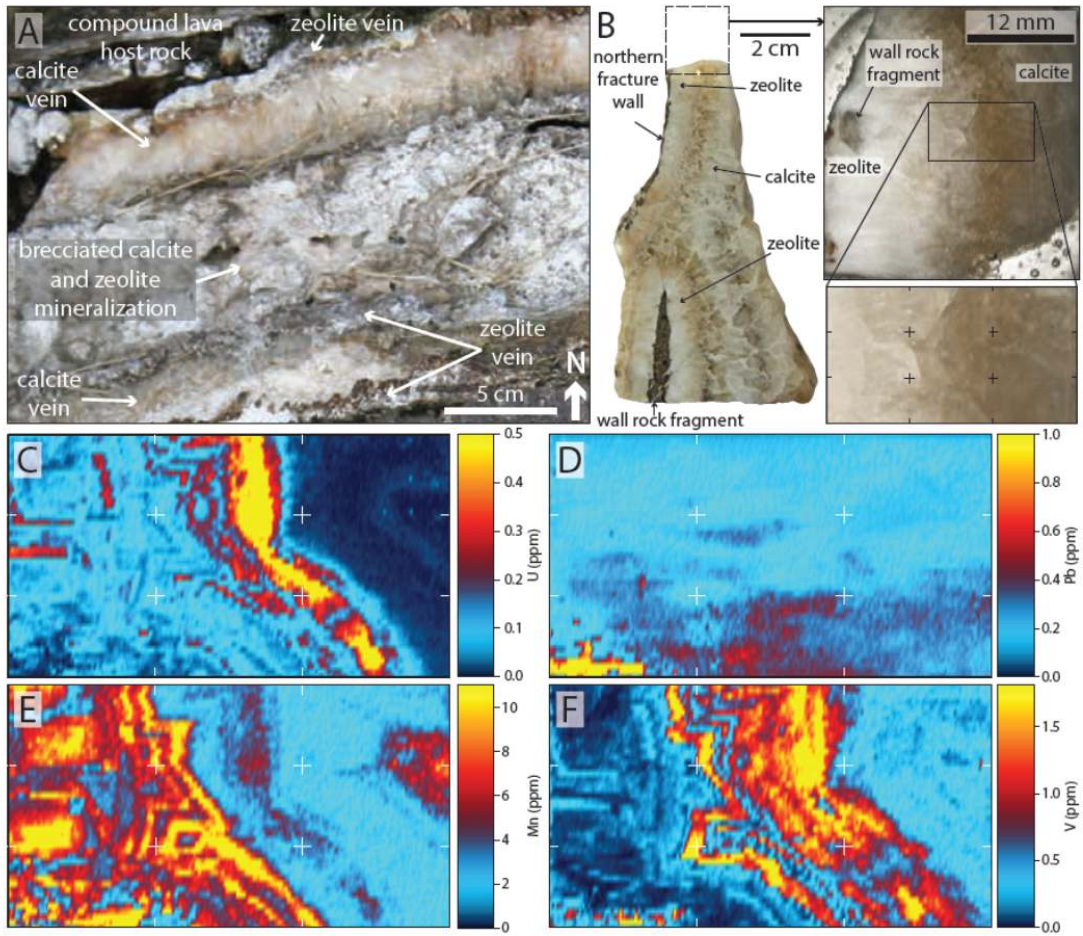 A
compound lava
host rock
zeolite vein
calcite
vein
brecciated calcite
and zeolite
mineralization
zeolite
vein
calcite
vein
5 cm
N
B
2 cm
northern
fracture
wall
zeolite
calcite
zeolite
wall rock fragment
12 mm
wall rock
fragment
calcite
zeolite
C
0.5
0.4
0.3
0.2
0.1
0.0
U (ppm)
D
1.0
0.8
0.6
0.4
0.2
0.0
Pb (ppm)
E
10
8
6
4
2
0
Mn (ppm)
F
1.5
1.0
0.5
0.0
V (ppm)